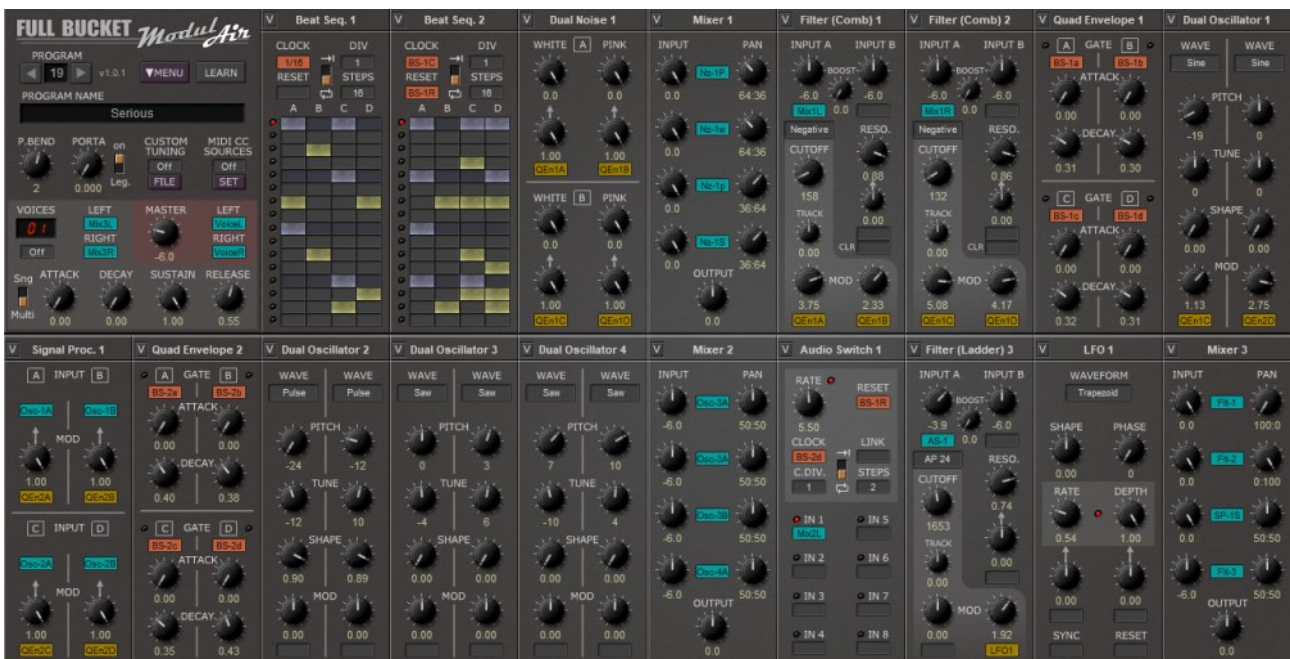 FULL BUCKET ModulAir
PROGRAM
19 v1.0.1 ▼MENU LEARN
PROGRAM NAME
Serious
P.BEND PORTA on CUSTOM TUNING MIDI CC SOURCES
Off Off
Leg. FILE SET
2 0.000
VOICES LEFT MASTER LEFT
01 Mix3L VoiceL
RIGHT RIGHT
Off Mix3R -6.0 VoiceR
Sng ATTACK DECAY SUSTAIN RELEASE
Multi 0.00 0.00 1.00 0.55
V Beat Seq. 1
CLOCK DIV
1/16 1
RESET STEPS
16
A B C D
V Beat Seq. 2
CLOCK DIV
BS-1C 1
RESET STEPS
BS-1R 16
A B C D
V Dual Noise 1
WHITE A PINK
0.0 0.0
1.00 1.00
QEn1A QEn1B
WHITE B PINK
0.0 0.0
1.00 1.00
QEn1C QEn1D
V Mixer 1
INPUT PAN
Nz-1P
0.0 64:36
Nz-1w
0.0 64:36
Nz-1p
0.0 36:64
Nz-1S
0.0 36:64
OUTPUT
0.0
V Filter (Comb) 1
INPUT A INPUT B
BOOST
-6.0 -6.0
Mix1L 0.0
Negative RESO.
CUTOFF
0.88
158
TRACK
0.00
CLR
0.00
MOD
3.75 2.33
QEn1A QEn1B
V Filter (Comb) 2
INPUT A INPUT B
BOOST
-6.0 -6.0
Mix1R 0.0
Negative RESO.
CUTOFF
0.86
132
TRACK
0.00
CLR
0.00
MOD
5.08 4.17
QEn1C QEn1D
V Quad Envelope 1
A GATE B
BS-1a BS-1b
ATTACK
0.00 0.00
DECAY
0.31 0.30
C GATE D
BS-1c BS-1d
ATTACK
0.00 0.00
DECAY
0.32 0.31
V Dual Oscillator 1
WAVE WAVE
Sine Sine
PITCH
-19 0
TUNE
0 0
SHAPE
0.00 0.00
MOD
1.13 2.75
QEn1C QEn2D
V Signal Proc. 1
A INPUT B
Osc-1A Osc-1B
MOD
1.00 1.00
QEn2A QEn2B
C INPUT D
Osc-2A Osc-2B
MOD
1.00 1.00
QEn2C QEn2D
V Quad Envelope 2
A GATE B
BS-2a BS-2b
ATTACK
0.00 0.00
DECAY
0.40 0.38
C GATE D
BS-2c BS-2d
ATTACK
0.00 0.00
DECAY
0.35 0.43
V Dual Oscillator 2
WAVE WAVE
Pulse Pulse
PITCH
-24 -12
TUNE
-12 10
SHAPE
0.90 0.89
MOD
0.00 0.00
V Dual Oscillator 3
WAVE WAVE
Saw Saw
PITCH
0 3
TUNE
-4 6
SHAPE
0.00 0.00
MOD
0.00 0.00
V Dual Oscillator 4
WAVE WAVE
Saw Saw
PITCH
7 10
TUNE
-10 4
SHAPE
0.00 0.00
MOD
0.00 0.00
V Mixer 2
INPUT PAN
Osc-3A
-6.0 50:50
Osc-3A
-6.0 50:50
Osc-3B
-6.0 50:50
Osc-4A
-6.0 50:50
OUTPUT
0.0
V Audio Switch 1
RATE RESET
BS-1R
5.50
CLOCK LINK
BS-2d
C.DIV. STEPS
1 2
IN 1 IN 5
Mix2L
IN 2 IN 6
IN 3 IN 7
IN 4 IN 8
V Filter (Ladder) 3
INPUT A INPUT B
BOOST
-3.9 -6.0
AS-1 0.0
AP 24 RESO.
CUTOFF
0.74
1653
TRACK
0.00
0.00
MOD
0.00 1.92
LFO1
V LFO 1
WAVEFORM
Trapezoid
SHAPE PHASE
0.00 0
RATE DEPTH
0.54 1.00
0.00 0.00
SYNC RESET
V Mixer 3
INPUT PAN
Flt-1
0.0 100:0
Flt-2
0.0 0:100
SP-1S
0.0 50:50
Flt-3
-6.0 50:50
OUTPUT
0.0